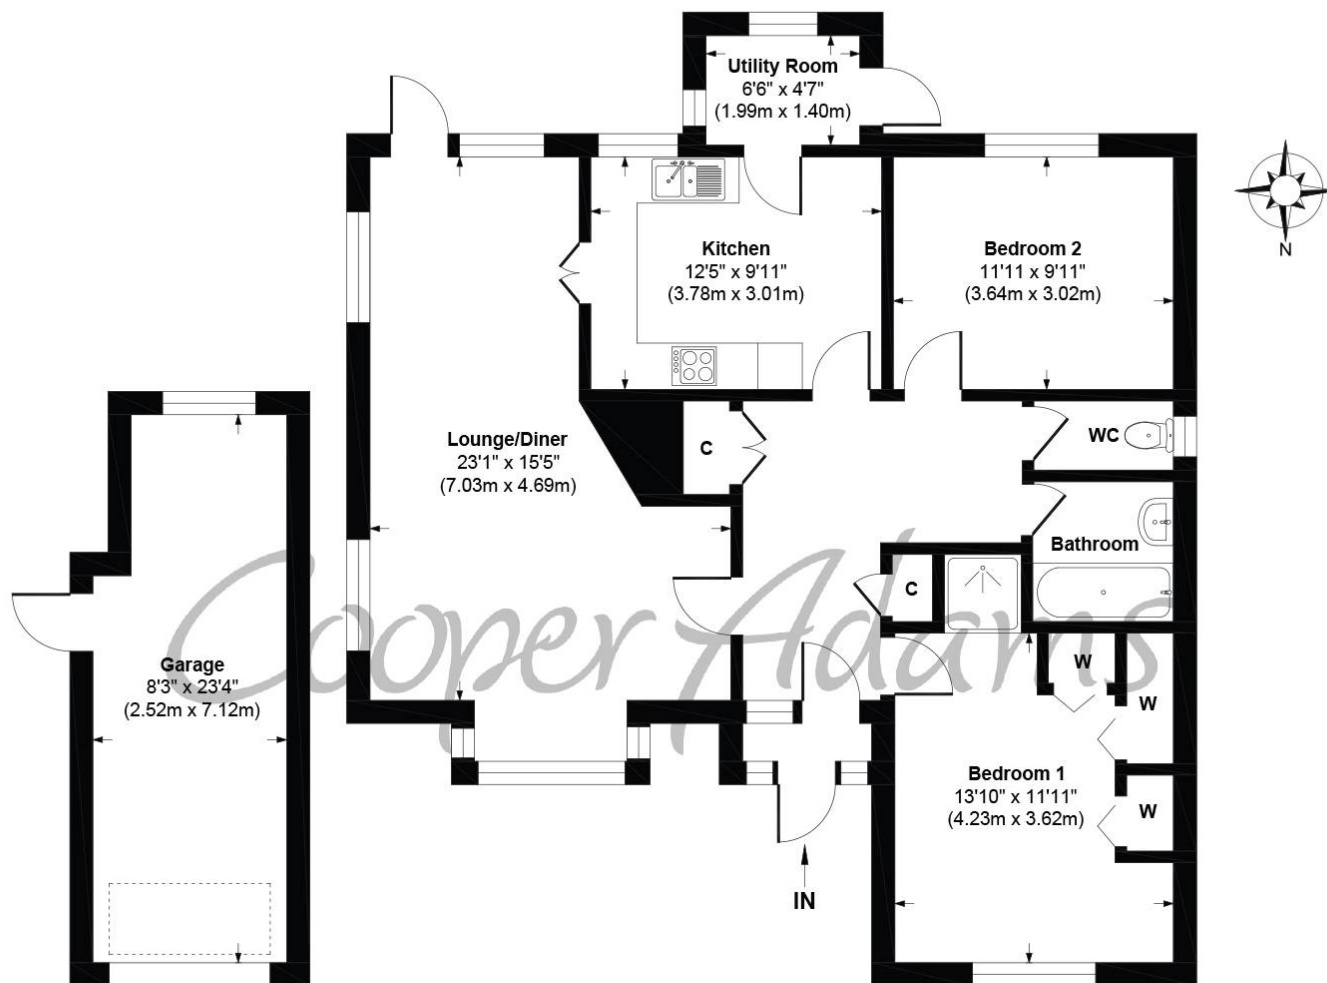 Utility Room
6'6" x 4'7"
(1.99m x 1.40m)
Kitchen
12'5" x 9'11"
(3.78m x 3.01m)
Bedroom 2
11'11 x 9'11"
(3.64m x 3.02m)
N
Lounge/Diner
23'1" x 15'5"
(7.03m x 4.69m)
C
WC
Bathroom
C
Cooper Adams
Garage
8'3" x 23'4"
(2.52m x 7.12m)
W
W
Bedroom 1
13'10" x 11'11"
(4.23m x 3.62m)
W
IN